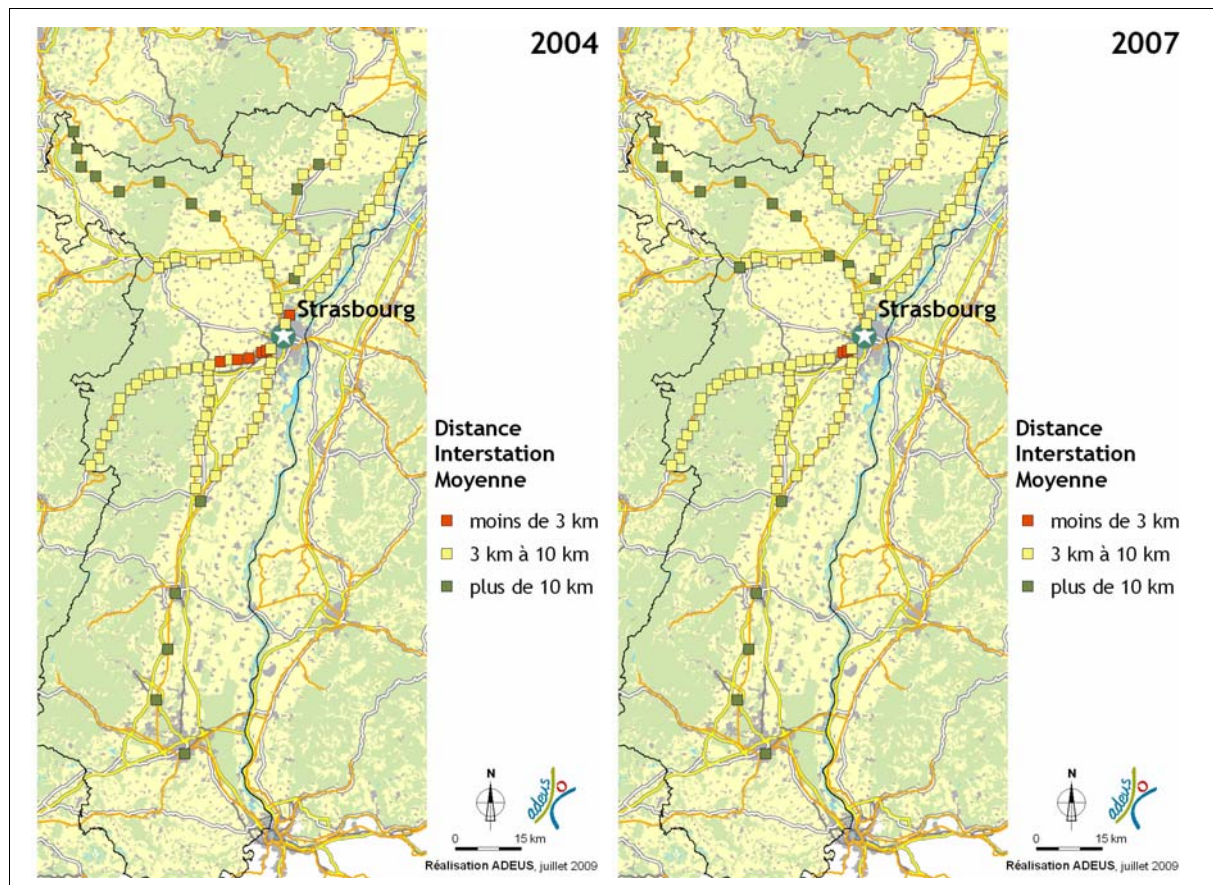 2004
Strasbourg
Distance
Interstation
Moyenne
moins de 3 km
3 km à 10 km
plus de 10 km
N
adeus
0 15 km
Réalisation ADEUS, juillet 2009
2007
Strasbourg
Distance
Interstation
Moyenne
moins de 3 km
3 km à 10 km
plus de 10 km
N
adeus
0 15 km
Réalisation ADEUS, juillet 2009